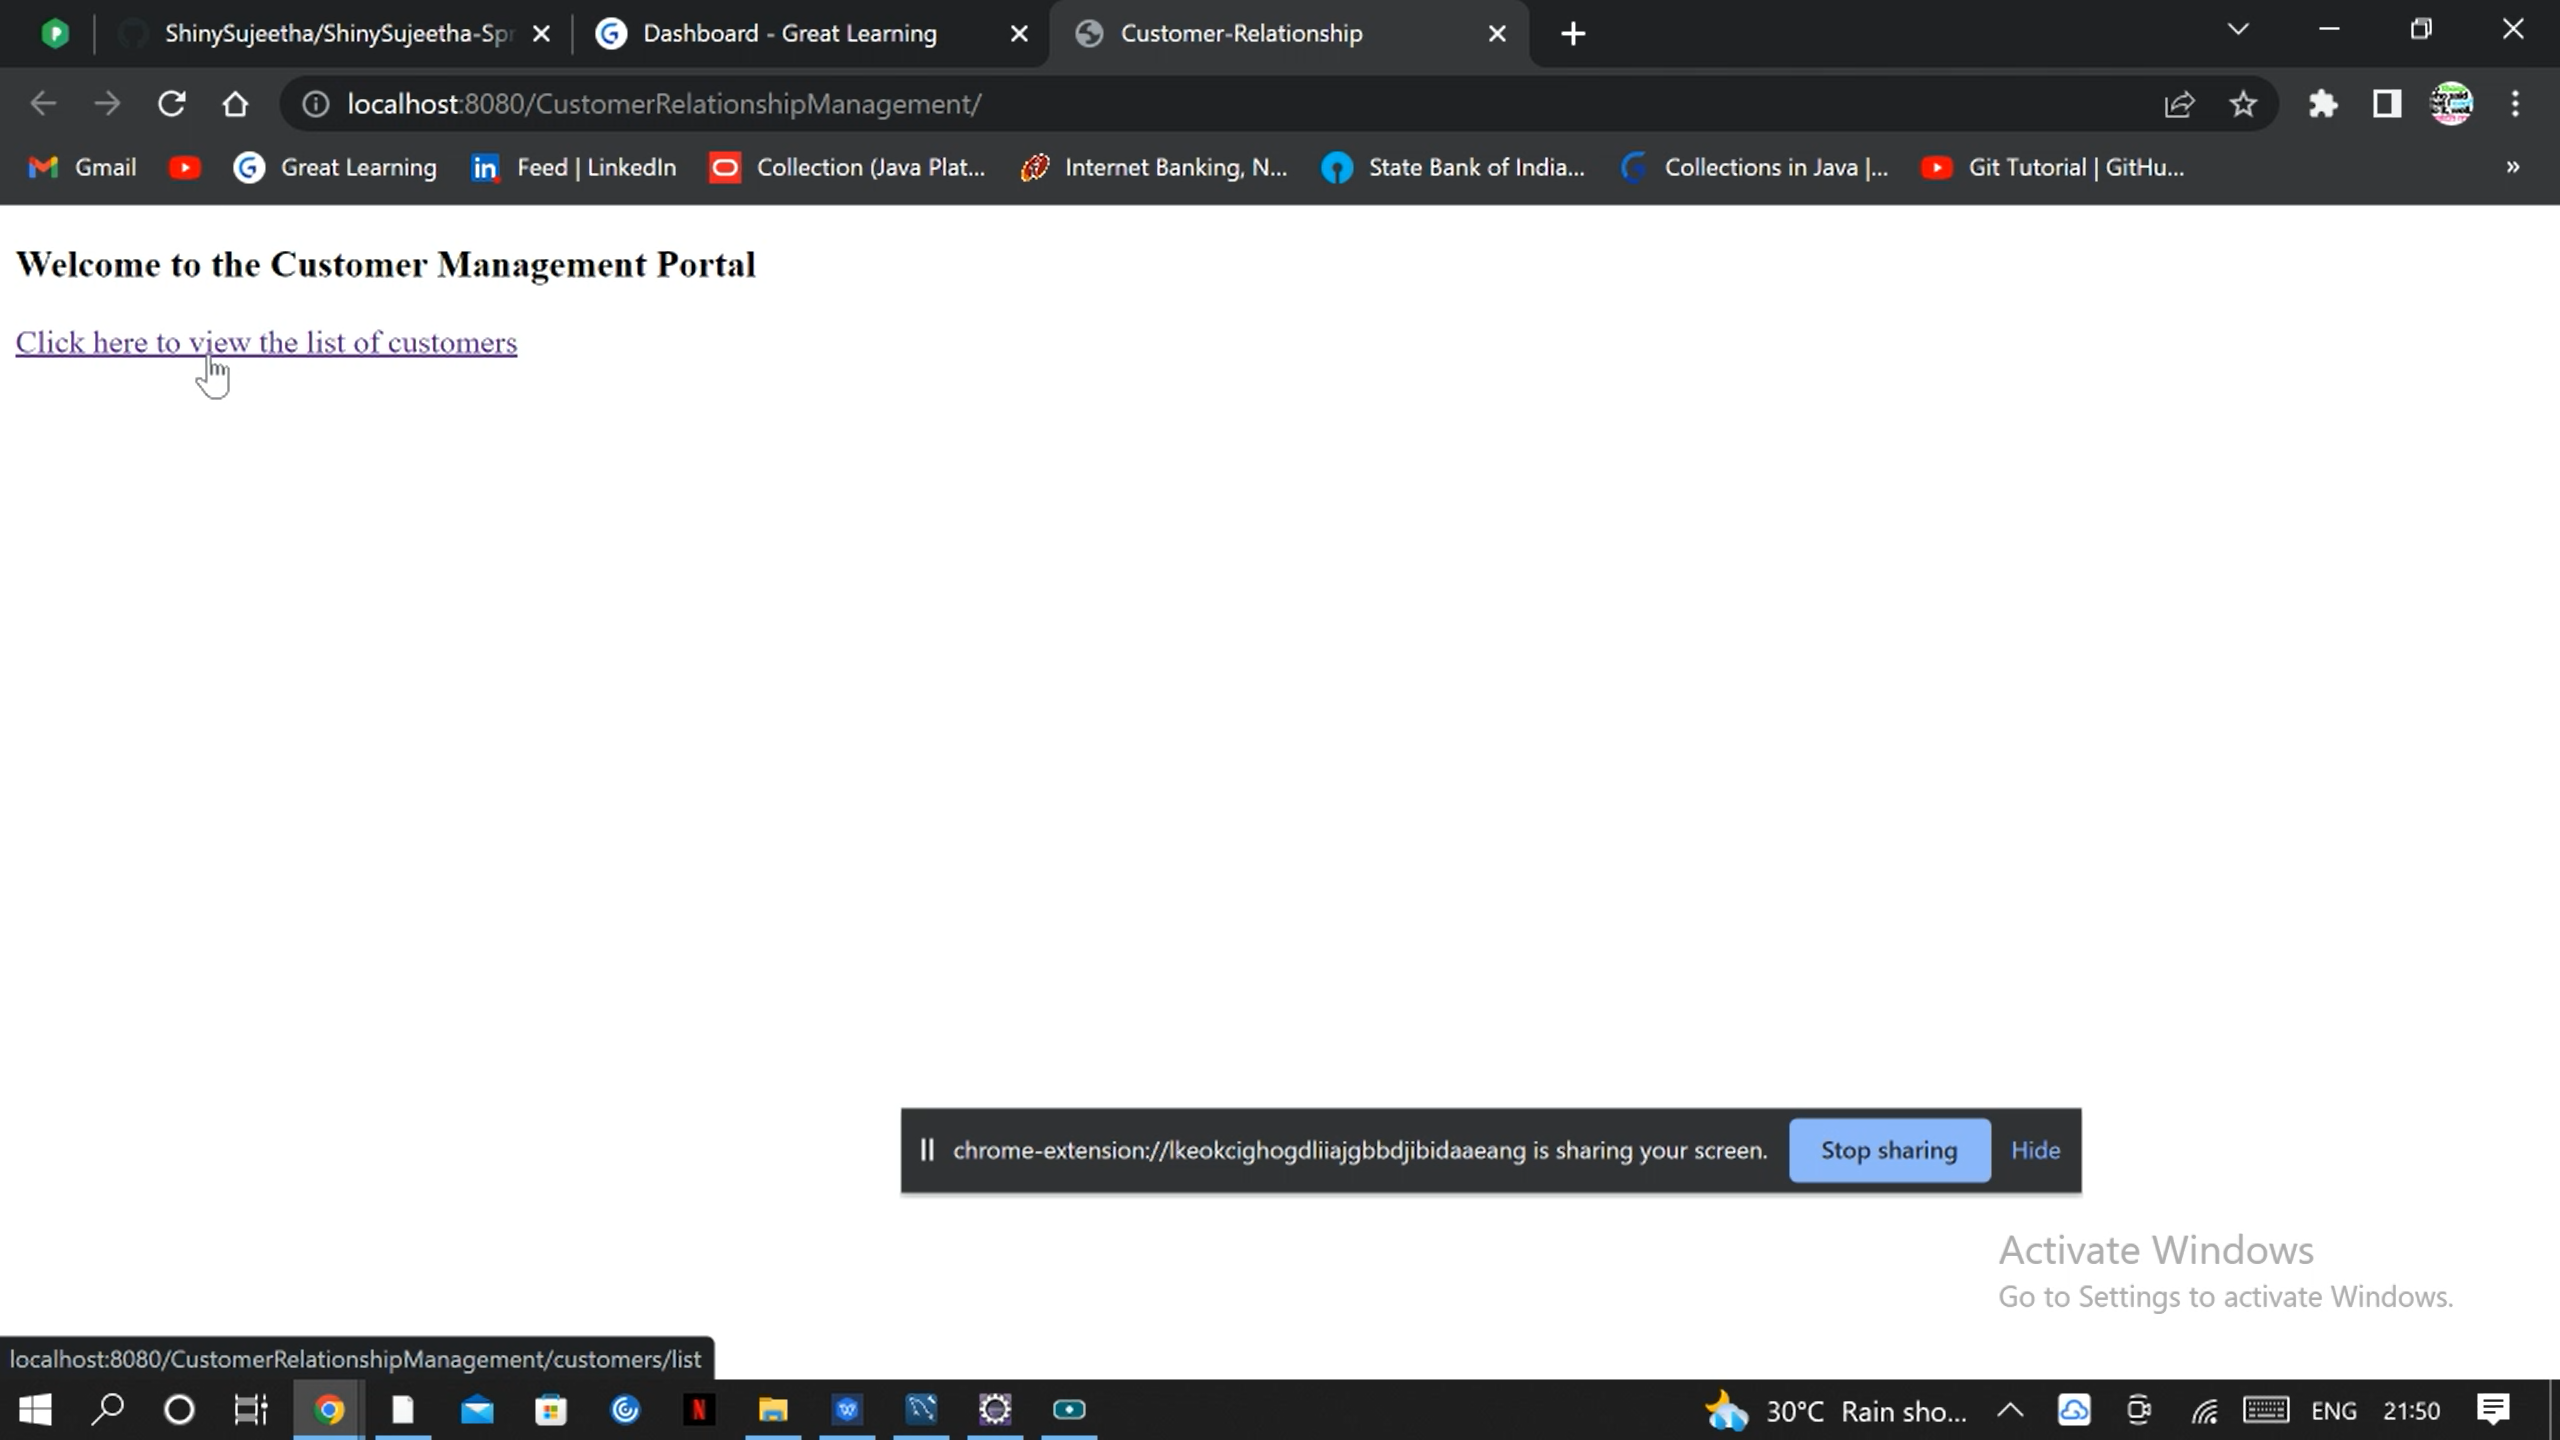 ShinySujeetha/ShinySujeetha-Spr
Dashboard - Great Learning
Customer-Relationship
localhost:8080/CustomerRelationshipManagement/
Gmail
Great Learning
Feed | LinkedIn
Collection (Java Plat...
Internet Banking, N...
State Bank of India...
Collections in Java |...
Git Tutorial | GitHu...
»
Welcome to the Customer Management Portal
Click here to view the list of customers
chrome-extension://lkeokcighogdliiajgbbdjibidaaeang is sharing your screen.
Stop sharing
Hide
Activate Windows
Go to Settings to activate Windows.
localhost:8080/CustomerRelationshipManagement/customers/list
30°C Rain sho...
ENG
21:50